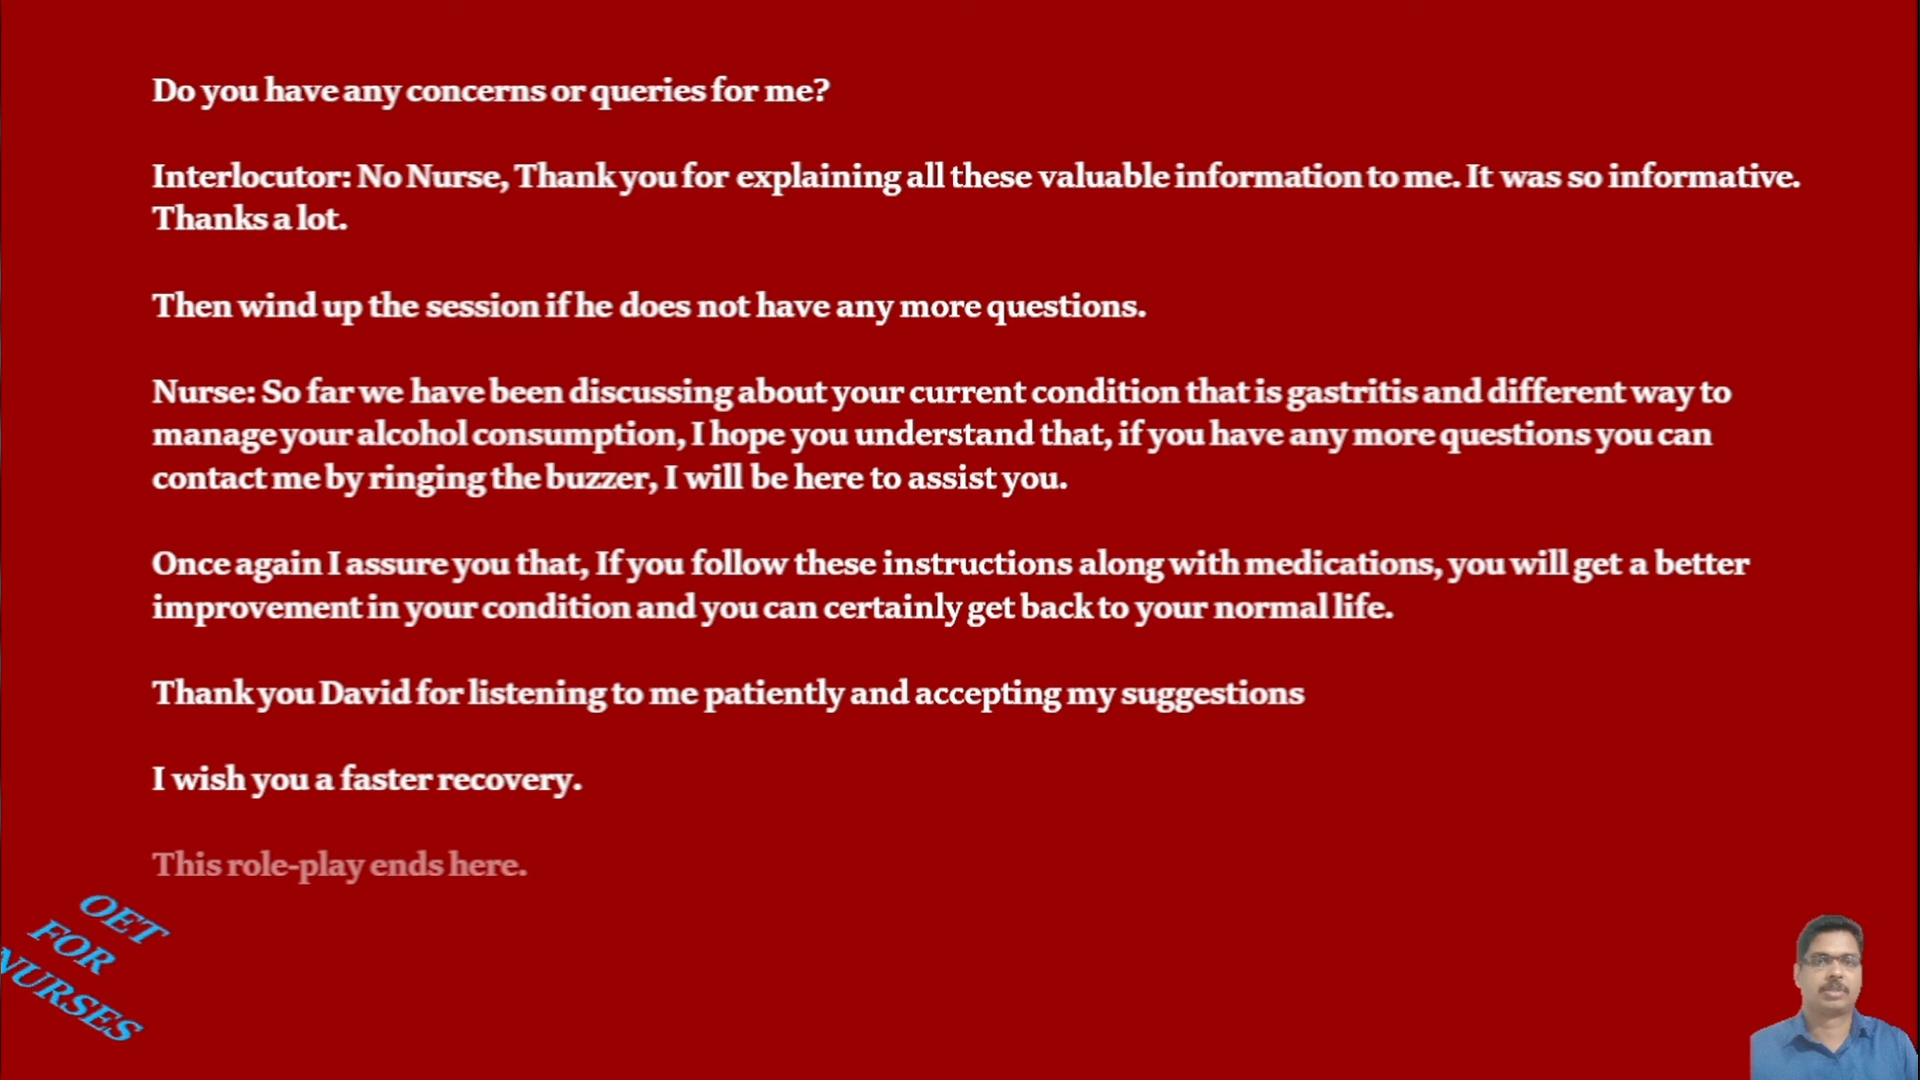 Do you have any concerns or queries for me?
Interlocutor: No Nurse, Thank you for explaining all these valuable information to me. It was so informative.
Thanks a lot.
Then wind up the session if he does not have any more questions.
Nurse: So far we have been discussing about your current condition that is gastritis and different way to
manage your alcohol consumption, I hope you understand that, if you have any more questions you can
contact me by ringing the buzzer, I will be here to assist you.
Once again I assure you that, If you follow these instructions along with medications, you will get a better
improvement in your condition and you can certainly get back to your normal life.
Thank you David for listening to me patiently and accepting my suggestions
I wish you a faster recovery.
This role-play ends here.
OET
FOR
NURSES